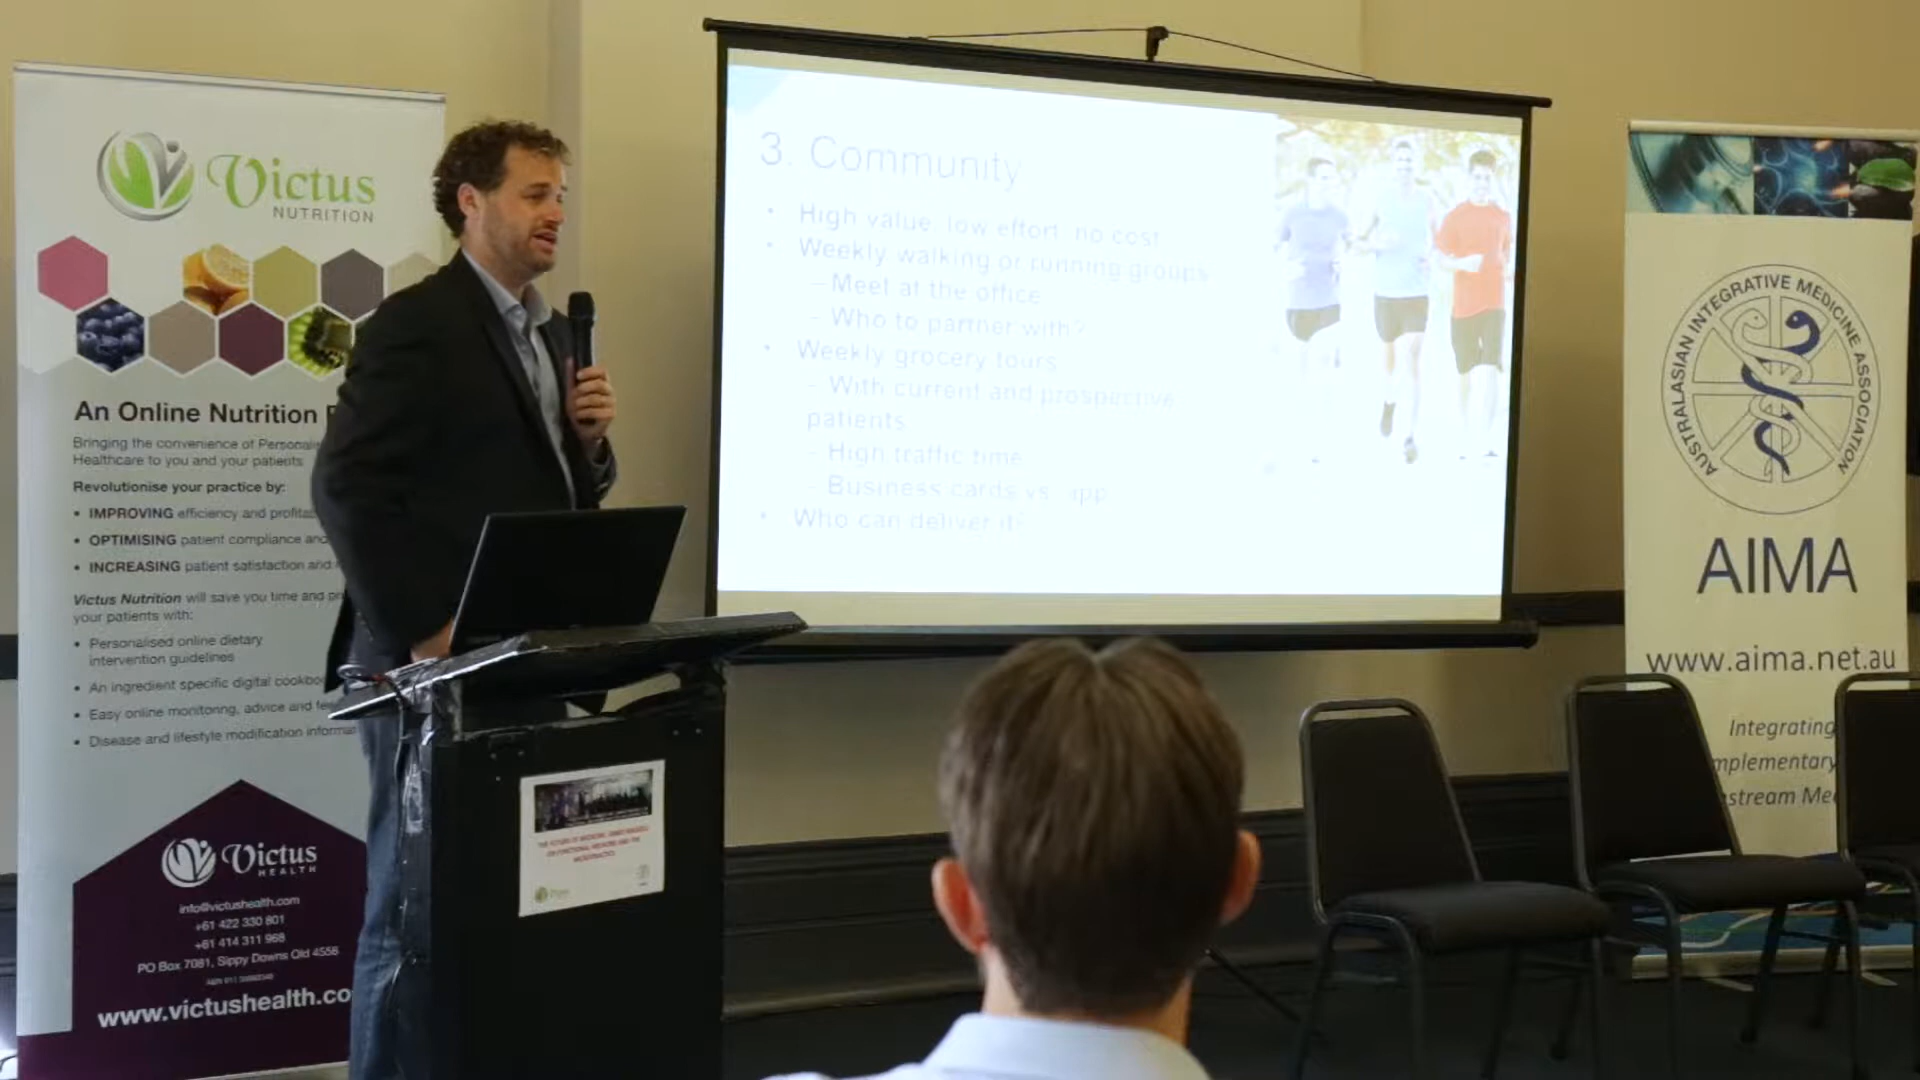 Victus
NUTRITION
An Online Nutrition
Bringing the convenience of
Healthcare to you and your patients
Revolutionise your practice by:
• IMPROVING efficiency and
• OPTIMISING patient compliance and
• INCREASING patient satisfaction and
Victus Nutrition will save you time and
your patients with:
• Personalised online dietary
intervention guidelines
• An ingredient specific digital
• Easy online monitoring, advice and
• Disease and lifestyle modification
Victus
HEALTH
info@victushealth.com
+61 422 330 801
+61 414 311 968
PO Box 7081, Sippy Downs Qld 4556
www.victushealth.co
3. Community
• High value, low effort, no cost
• Weekly walking or running groups
– Meet at the office
– Who to partner with?
• Weekly grocery tours
– With current and prospective
patients
– High traffic time
– Business cards vs. app
• Who can deliver it?
AUSTRALASIAN INTEGRATIVE MEDICINE ASSOCIATION
AIMA
www.aima.net.au
Integrating